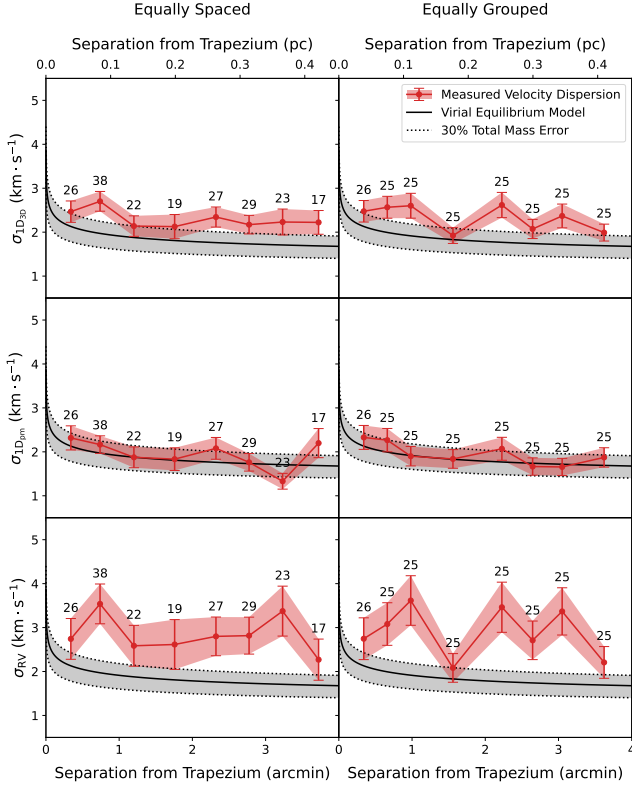 Equally Spaced Equally Grouped
Separation from Trapezium (pc) Separation from Trapezium (pc)
0.0 0.1 0.2 0.3 0.4 0.0 0.1 0.2 0.3 0.4
Measured Velocity Dispersion
Virial Equilibrium Model
30% Total Mass Error
σ1D3D (km · s−1)
5
4
3
2
1
26 38 22 19 27 29 23 17
25 25 25 25 25 25 25 25
σ1Dpm (km · s−1)
5
4
3
2
1
26 38 22 19 27 29 23 17
25 25 25 25 25 25 25 25
σRV (km · s−1)
5
4
3
2
1
26 38 22 19 27 29 23 17
25 25 25 25 25 25 25 25
0 1 2 3 0 1 2 3 4
Separation from Trapezium (arcmin) Separation from Trapezium (arcmin)